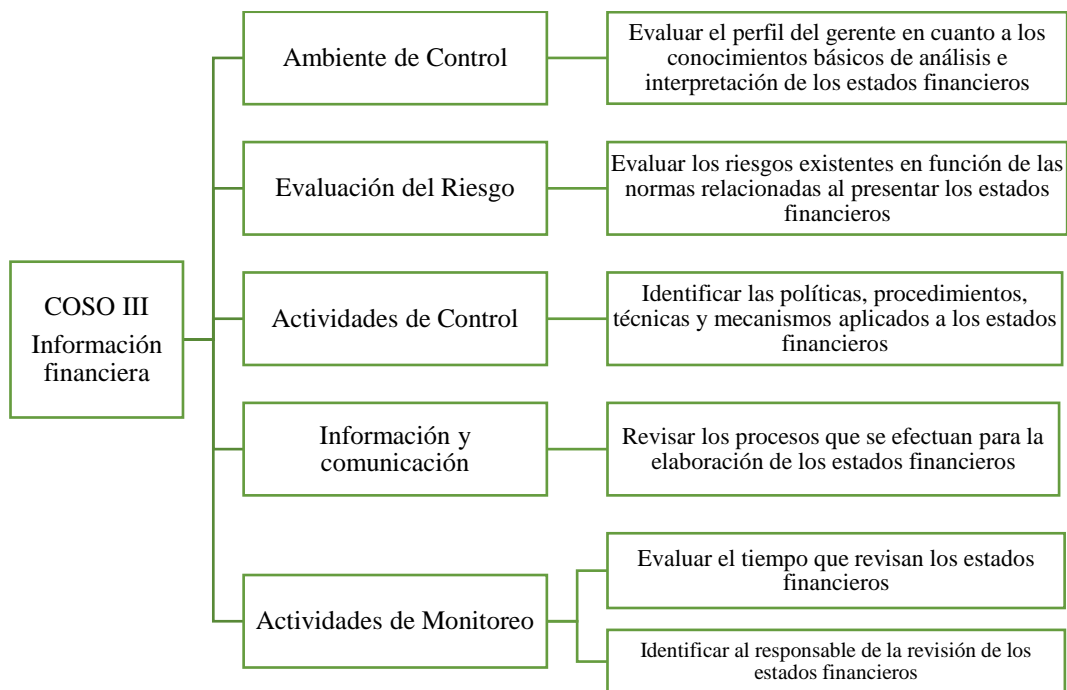 COSO III
Información
financiera
Ambiente de Control
Evaluar el perfil del gerente en cuanto a los
conocimientos básicos de análisis e
interpretación de los estados financieros
Evaluación del Riesgo
Evaluar los riesgos existentes en función de las
normas relacionadas al presentar los estados
financieros
Actividades de Control
Identificar las políticas, procedimientos,
técnicas y mecanismos aplicados a los estados
financieros
Información y
comunicación
Revisar los procesos que se efectuan para la
elaboración de los estados financieros
Actividades de Monitoreo
Evaluar el tiempo que revisan los estados
financieros
Identificar al responsable de la revisión de los
estados financieros